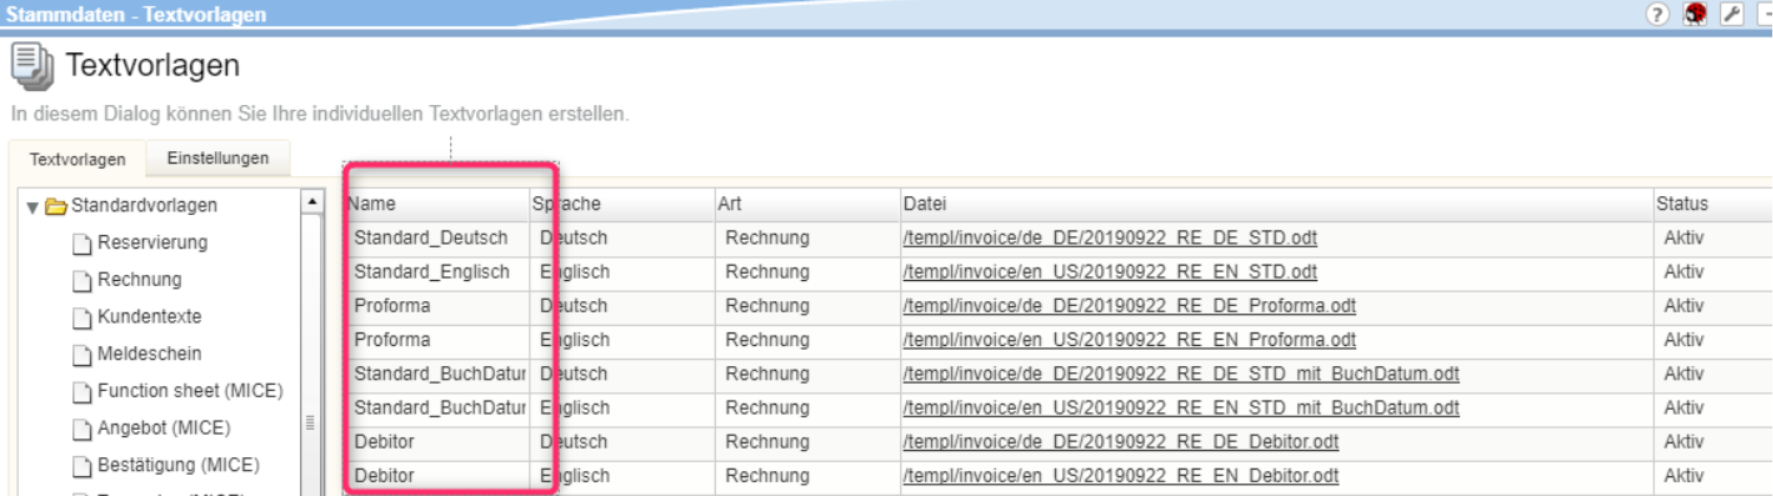 Stammdaten - Textvorlagen
Textvorlagen
In diesem Dialog können Sie Ihre individuellen Textvorlagen erstellen.
Textvorlagen Einstellungen
Standardvorlagen
Reservierung
Rechnung
Kundentexte
Meldeschein
Function sheet (MICE)
Angebot (MICE)
Bestätigung (MICE)
Name Sprache Art Datei Status
Standard_Deutsch Deutsch Rechnung /templ/invoice/de_DE/20190922_RE_DE_STD.odt Aktiv
Standard_Englisch Englisch Rechnung /templ/invoice/en_US/20190922_RE_EN_STD.odt Aktiv
Proforma Deutsch Rechnung /templ/invoice/de_DE/20190922_RE_DE_Proforma.odt Aktiv
Proforma Englisch Rechnung /templ/invoice/en_US/20190922_RE_EN_Proforma.odt Aktiv
Standard_BuchDatur Deutsch Rechnung /templ/invoice/de_DE/20190922_RE_DE_STD_mit_BuchDatum.odt Aktiv
Standard_BuchDatur Englisch Rechnung /templ/invoice/en_US/20190922_RE_EN_STD_mit_BuchDatum.odt Aktiv
Debitor Deutsch Rechnung /templ/invoice/de_DE/20190922_RE_DE_Debitor.odt Aktiv
Debitor Englisch Rechnung /templ/invoice/en_US/20190922_RE_EN_Debitor.odt Aktiv